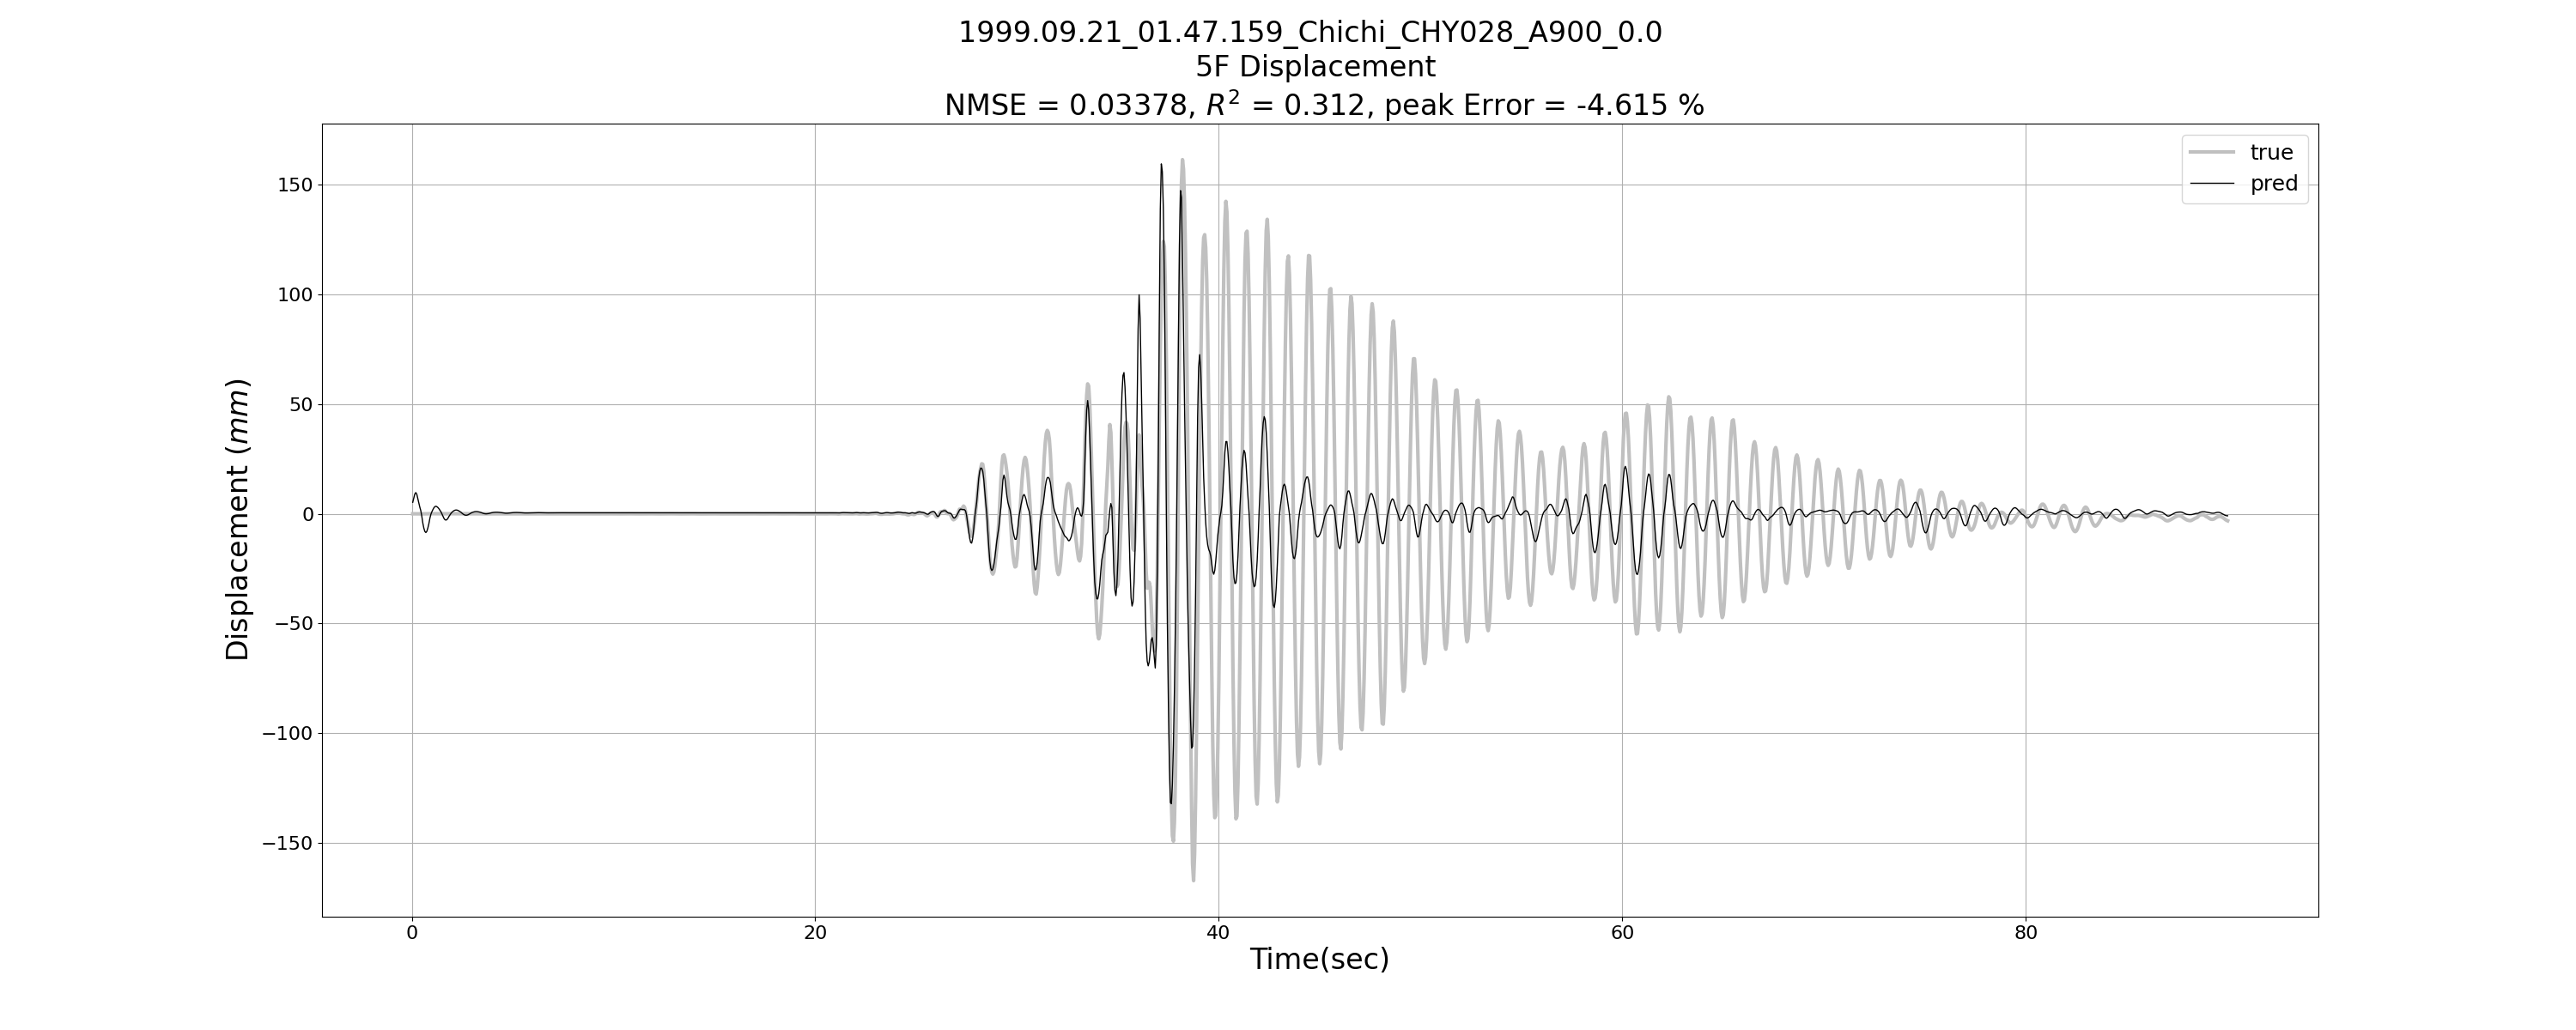 1999.09.21_01.47.159_Chichi_CHY028_A900_0.0
5F Displacement
NMSE = 0.03378, R² = 0.312, peak Error = -4.615 %
true
pred
Displacement (mm)
150
100
50
0
−50
−100
−150
0 20 40 60 80
Time(sec)